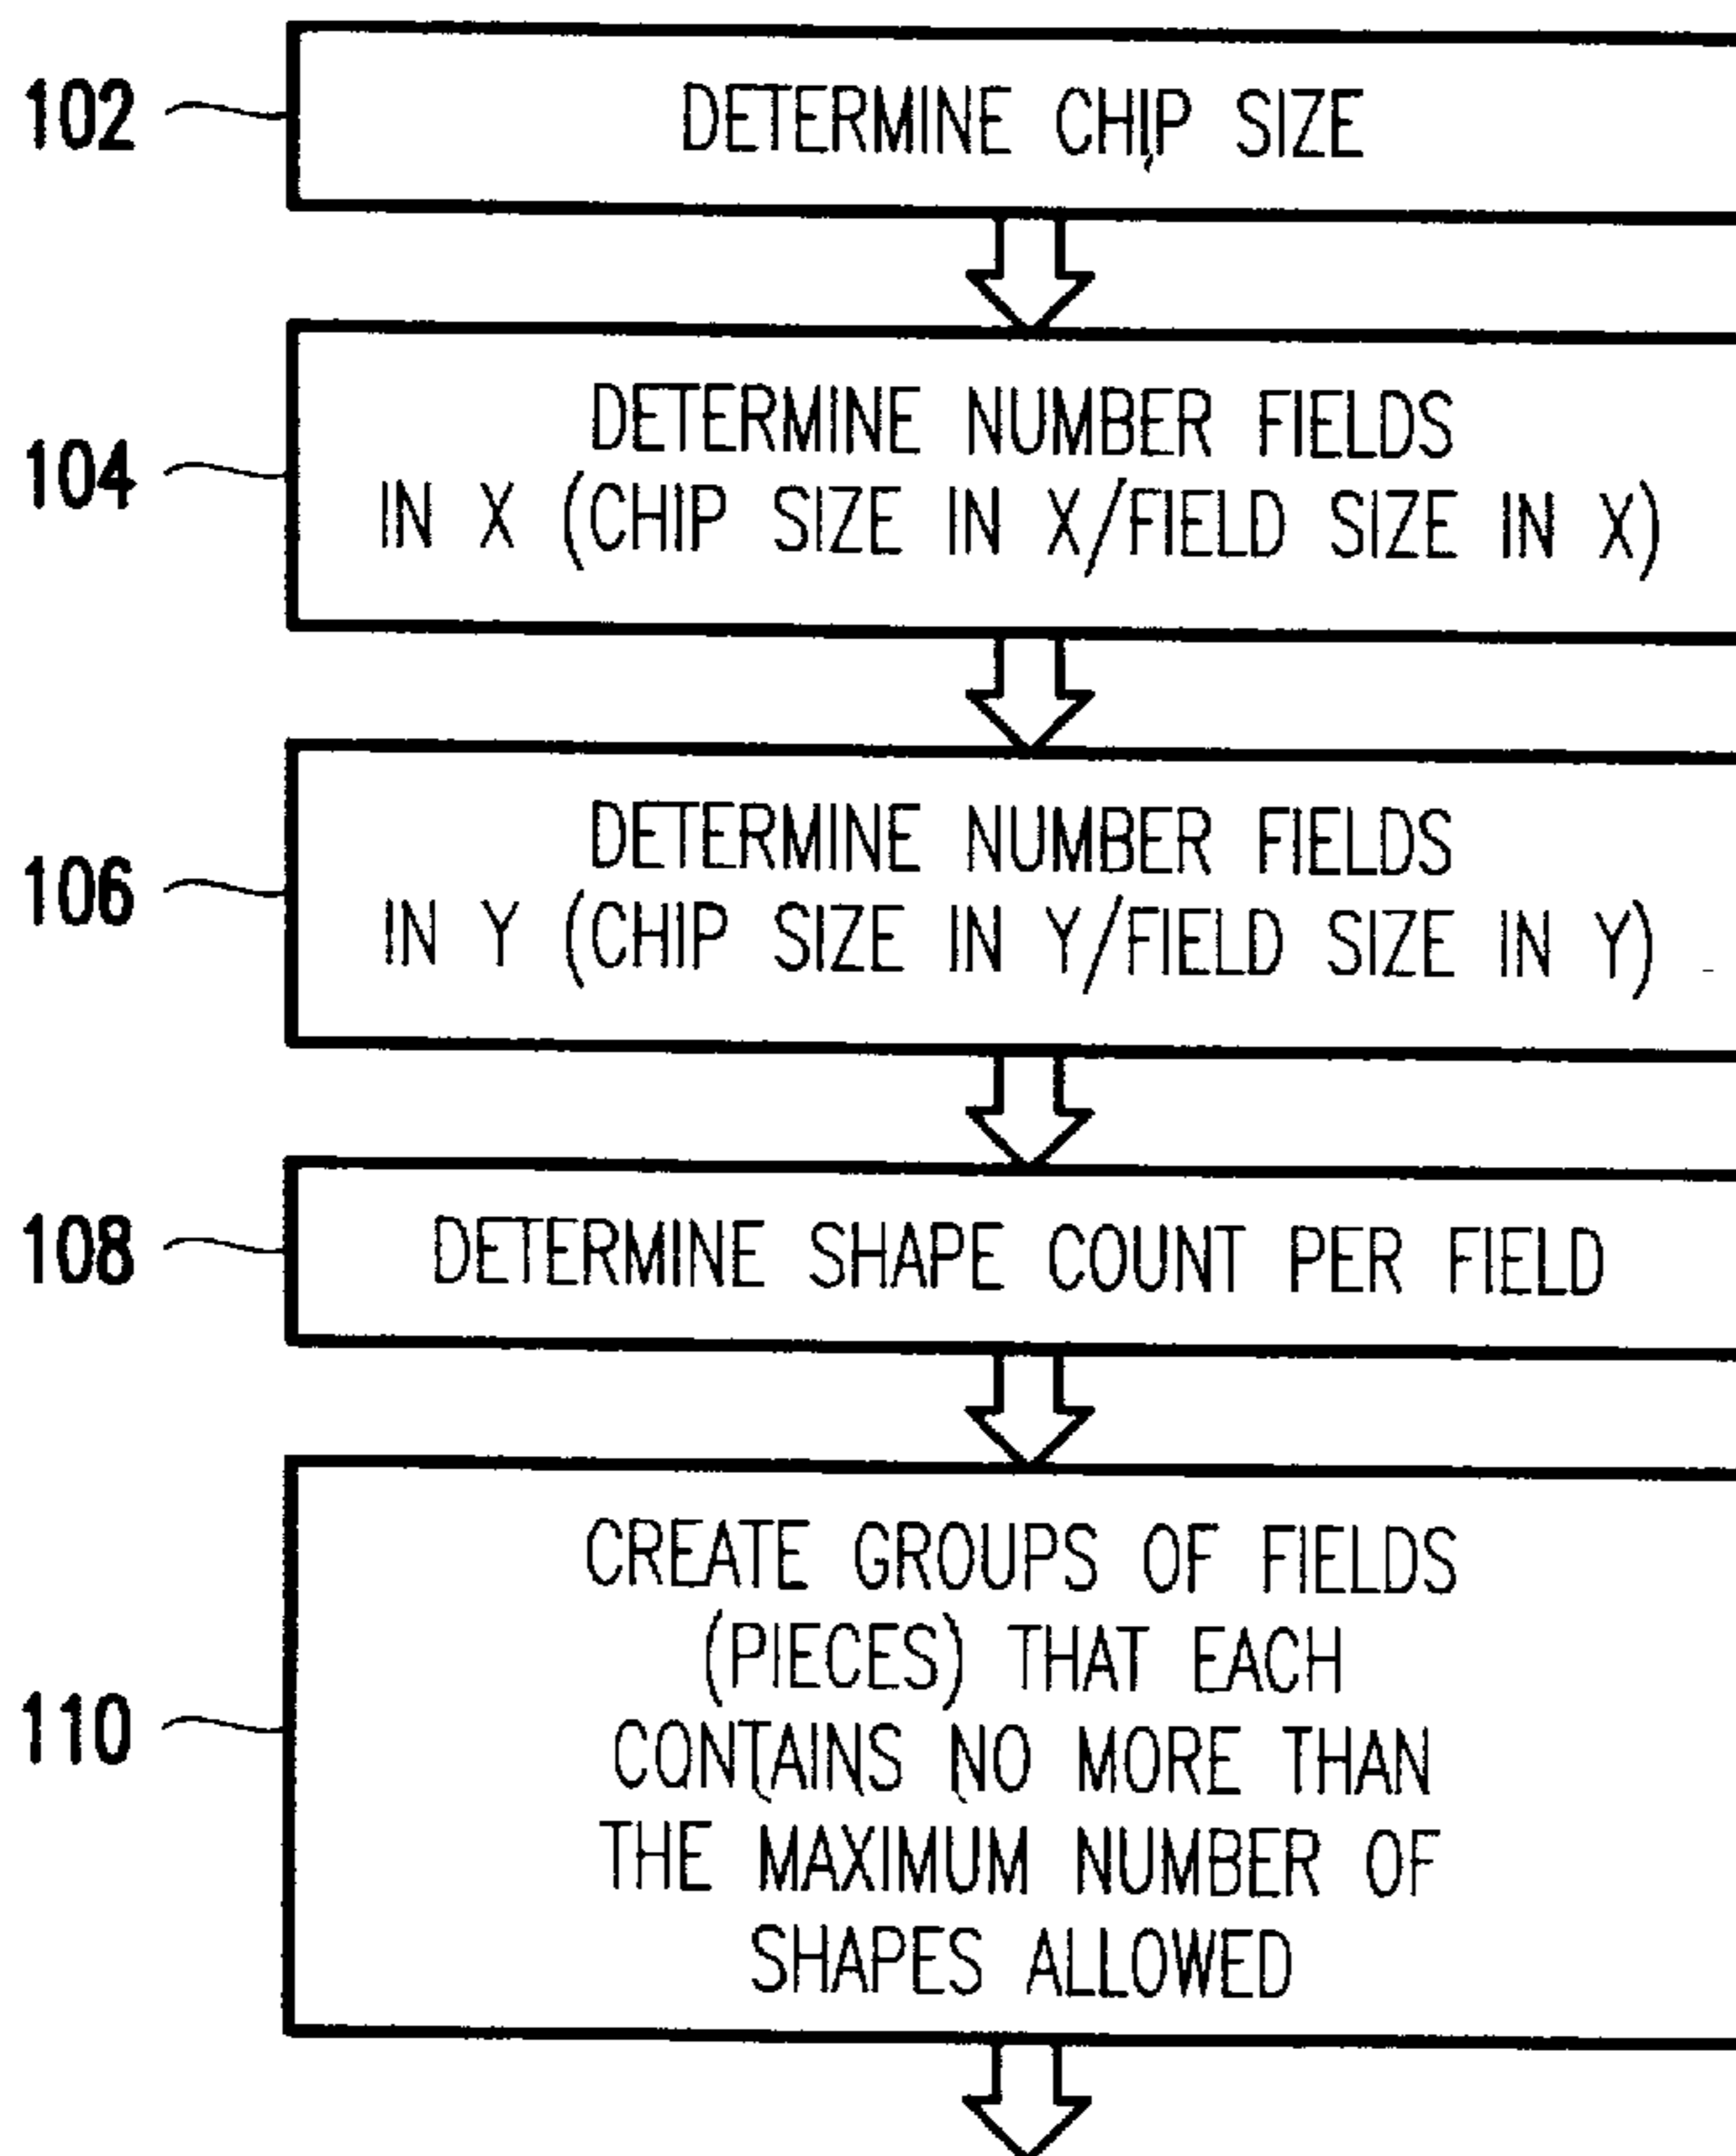 102
DETERMINE CHIP SIZE
104
DETERMINE NUMBER FIELDS
IN X (CHIP SIZE IN X/FIELD SIZE IN X)
106
DETERMINE NUMBER FIELDS
IN Y (CHIP SIZE IN Y/FIELD SIZE IN Y)
108
DETERMINE SHAPE COUNT PER FIELD
110
CREATE GROUPS OF FIELDS
(PIECES) THAT EACH
CONTAINS NO MORE THAN
THE MAXIMUM NUMBER OF
SHAPES ALLOWED